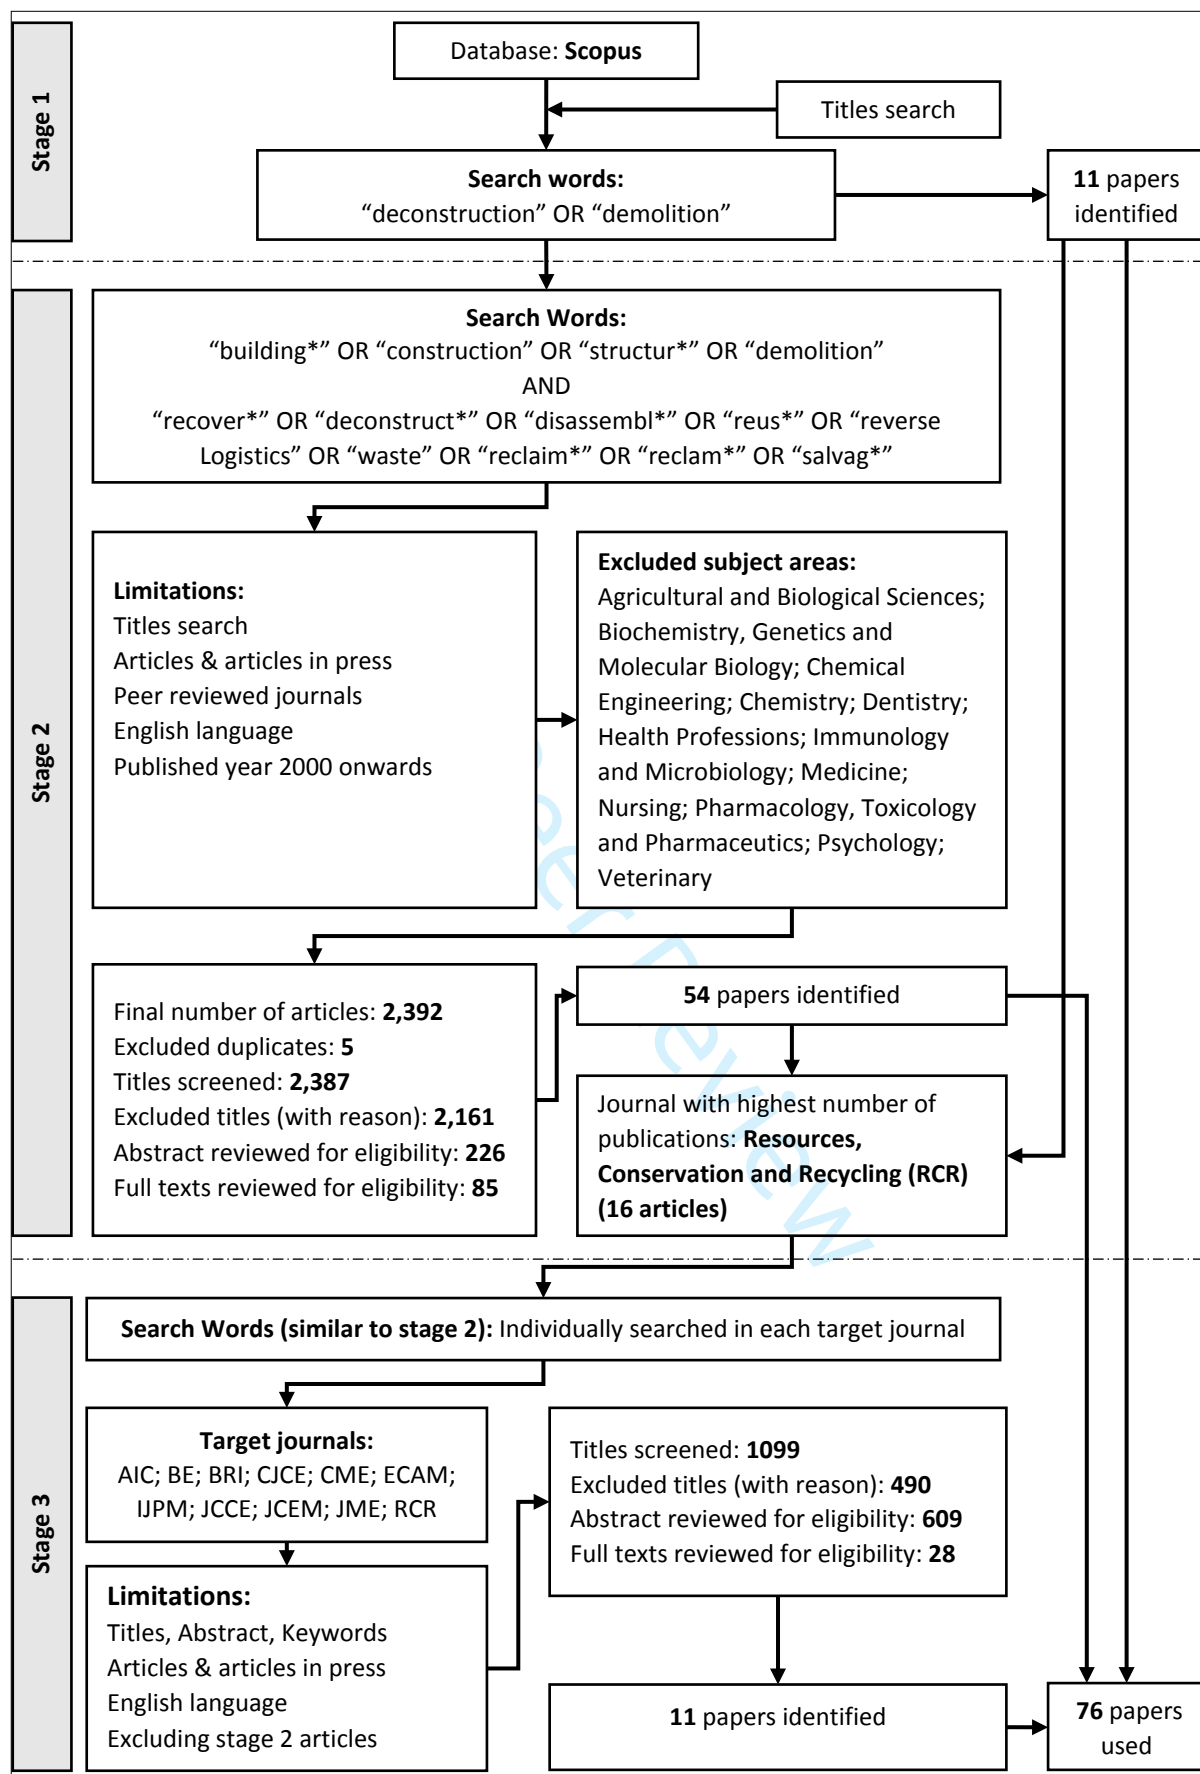 Stage 1
Database: Scopus
Titles search
Search words:
“deconstruction” OR “demolition”
11 papers
identified
Stage 2
Search Words:
“building*” OR “construction” OR “structur*” OR “demolition”
AND
“recover*” OR “deconstruct*” OR “disassembl*” OR “reus*” OR “reverse
Logistics” OR “waste” OR “reclaim*” OR “reclam*” OR “salvag*”
Limitations:
Titles search
Articles & articles in press
Peer reviewed journals
English language
Published year 2000 onwards
Excluded subject areas:
Agricultural and Biological Sciences;
Biochemistry, Genetics and
Molecular Biology; Chemical
Engineering; Chemistry; Dentistry;
Health Professions; Immunology
and Microbiology; Medicine;
Nursing; Pharmacology, Toxicology
and Pharmaceutics; Psychology;
Veterinary
Final number of articles: 2,392
Excluded duplicates: 5
Titles screened: 2,387
Excluded titles (with reason): 2,161
Abstract reviewed for eligibility: 226
Full texts reviewed for eligibility: 85
54 papers identified
Journal with highest number of
publications: Resources,
Conservation and Recycling (RCR)
(16 articles)
Stage 3
Search Words (similar to stage 2): Individually searched in each target journal
Target journals:
AIC; BE; BRI; CJCE; CME; ECAM;
IJPM; JCCE; JCEM; JME; RCR
Limitations:
Titles, Abstract, Keywords
Articles & articles in press
English language
Excluding stage 2 articles
Titles screened: 1099
Excluded titles (with reason): 490
Abstract reviewed for eligibility: 609
Full texts reviewed for eligibility: 28
11 papers identified
76 papers
used
Review